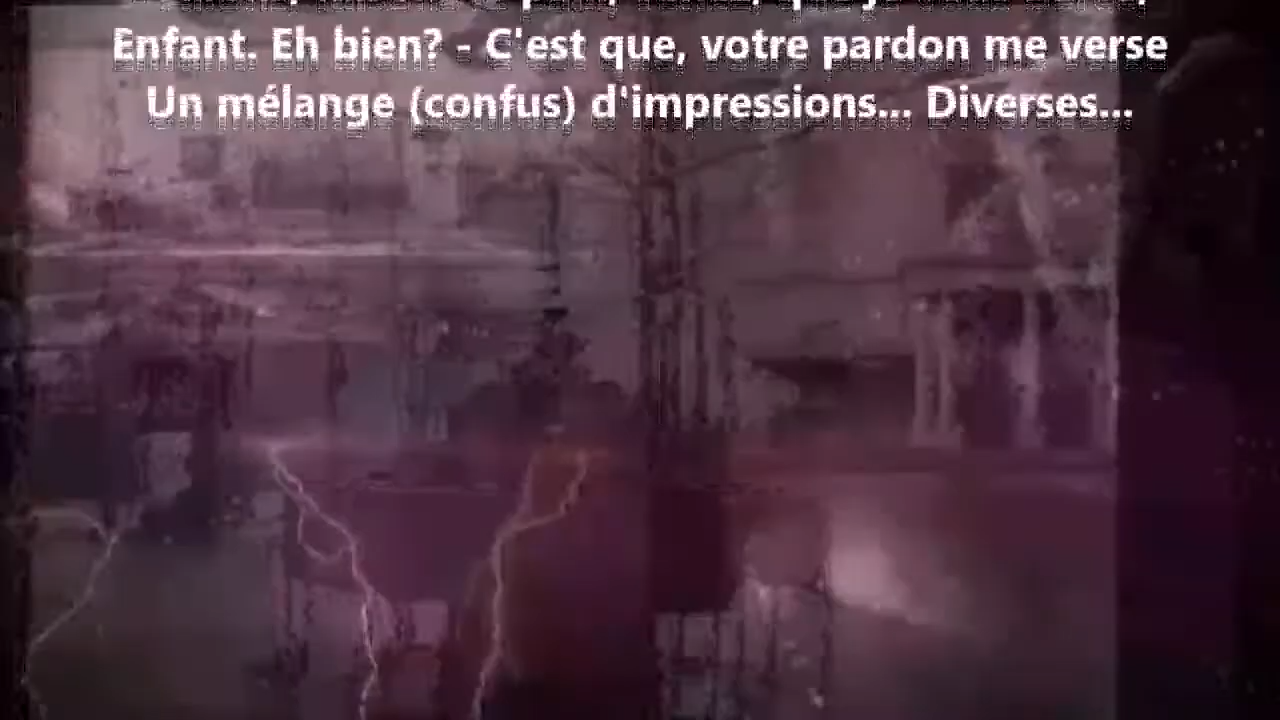 Enfant. Eh bien? - C'est que, votre pardon me verse
Un mélange (confus) d'impressions... Diverses...